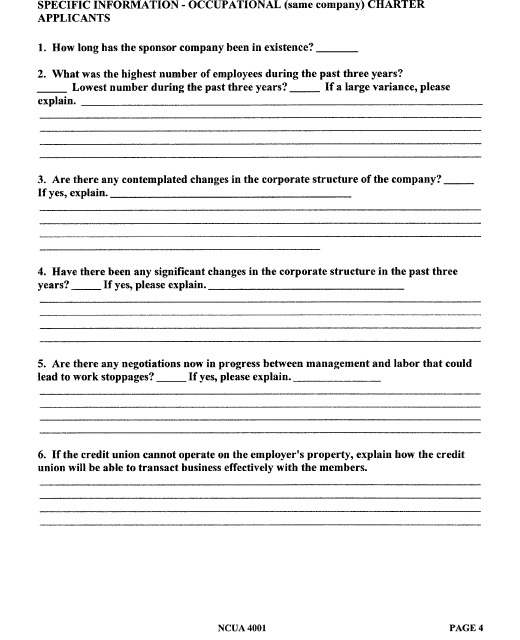 SPECIFIC INFORMATION - OCCUPATIONAL (same company) CHARTER
APPLICANTS
1. How long has the sponsor company been in existence? _______
2. What was the highest number of employees during the past three years?
_____ Lowest number during the past three years? _____ If a large variance, please
explain.
3. Are there any contemplated changes in the corporate structure of the company? _____
If yes, explain.
4. Have there been any significant changes in the corporate structure in the past three
years? _____ If yes, please explain.
5. Are there any negotiations now in progress between management and labor that could
lead to work stoppages? _____ If yes, please explain.
6. If the credit union cannot operate on the employer's property, explain how the credit
union will be able to transact business effectively with the members.
NCUA 4001 PAGE 4